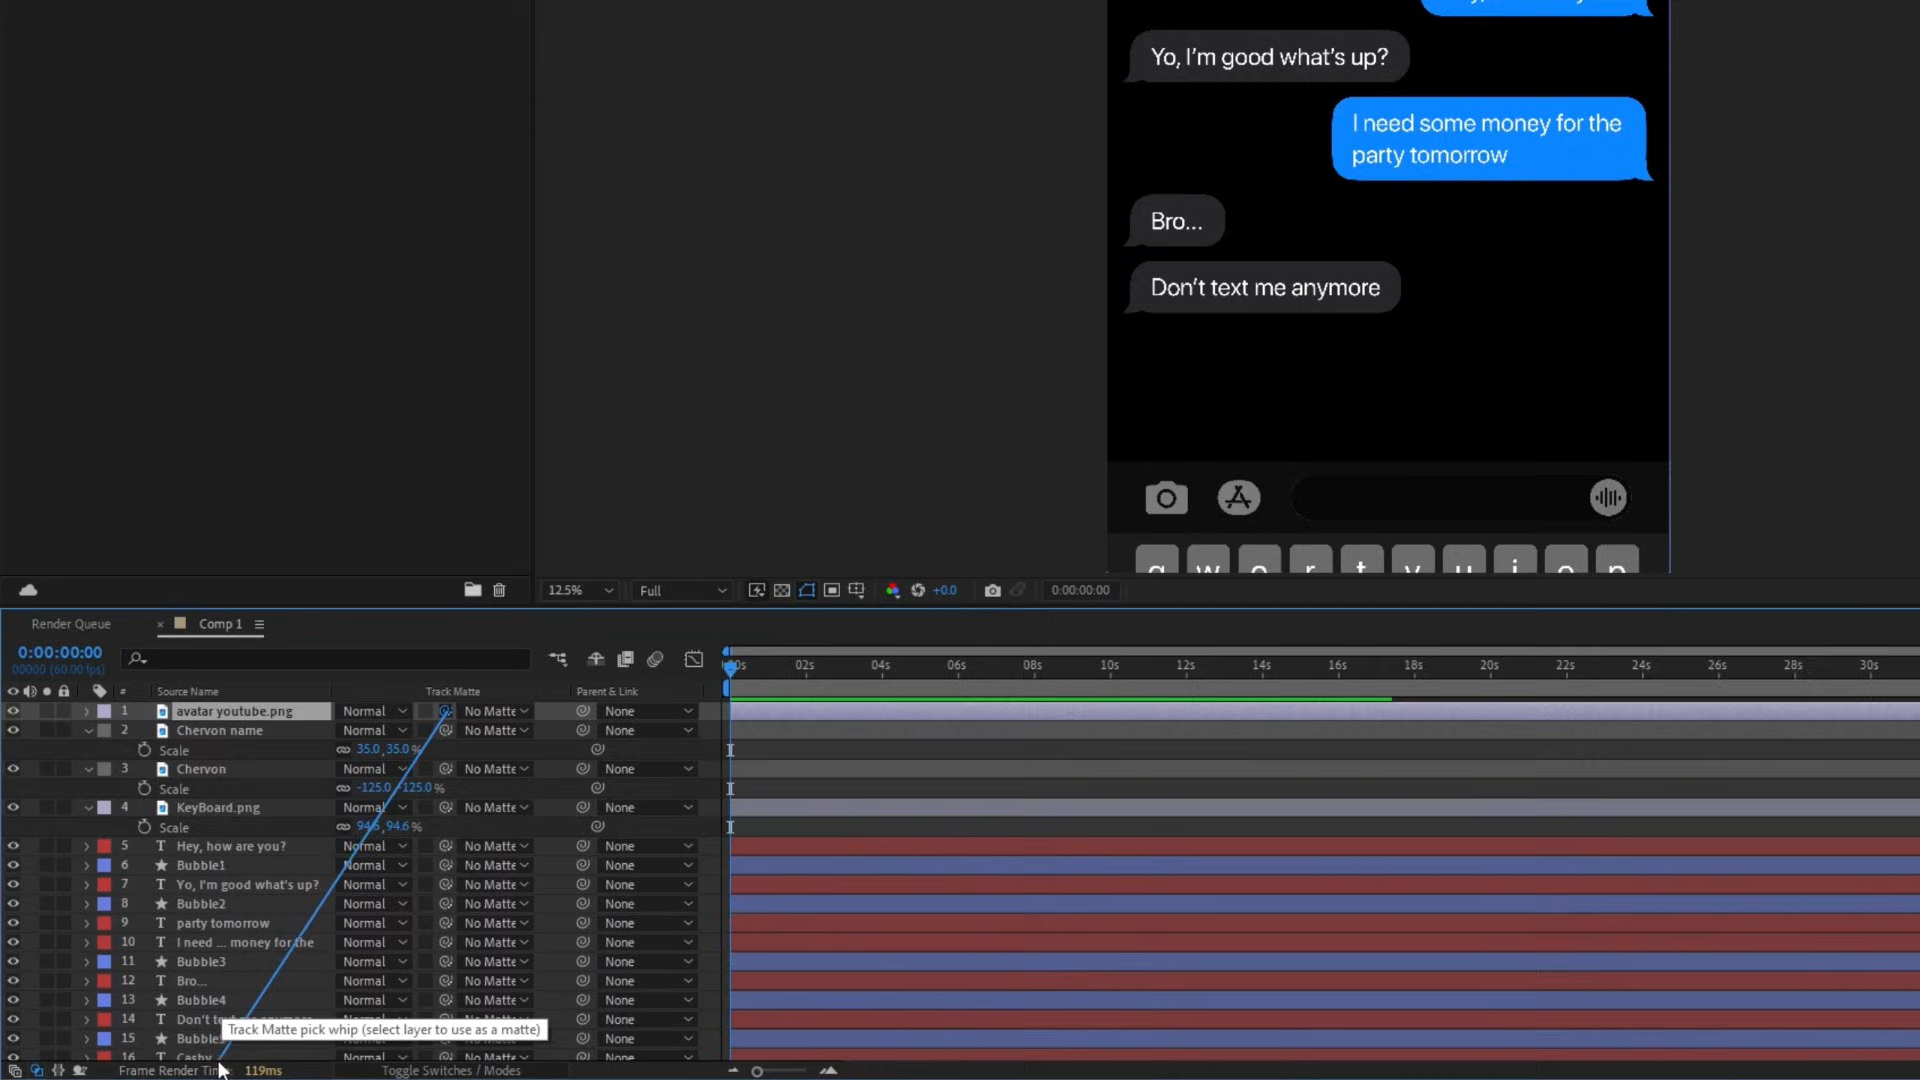 Yo, I'm good what's up?
I need some money for the
party tomorrow
Bro...
Don't text me anymore
q w e r t y u i o p
12.5%
Full
+0.0
0:00:00:00
Render Queue
× Comp 1
0:00:00:00
00000 (60.00 fps)
:00s 02s 04s 06s 08s 10s 12s 14s 16s 18s 20s 22s 24s 26s 28s 30s
# Source Name Track Matte Parent & Link
1 avatar youtube.png Normal No Matte None
2 Chervon name Normal No Matte None
Scale 35.0,35.0%
3 Chervon Normal No Matte None
Scale -125.0,-125.0%
4 KeyBoard.png Normal No Matte None
Scale 94.6,94.6%
5 T Hey, how are you? Normal No Matte None
6 Bubble1 Normal No Matte None
7 T Yo, I'm good what's up? Normal No Matte None
8 Bubble2 Normal No Matte None
9 T party tomorrow Normal No Matte None
10 T I need ... money for the Normal No Matte None
11 Bubble3 Normal No Matte None
12 T Bro... Normal No Matte None
13 Bubble4 Normal No Matte None
14 T Don't Normal No Matte None
Track Matte pick whip (select layer to use as a matte)
15 Bubble Normal No Matte None
16 T Normal No Matte None
Frame Render Time: 119ms
Toggle Switches / Modes